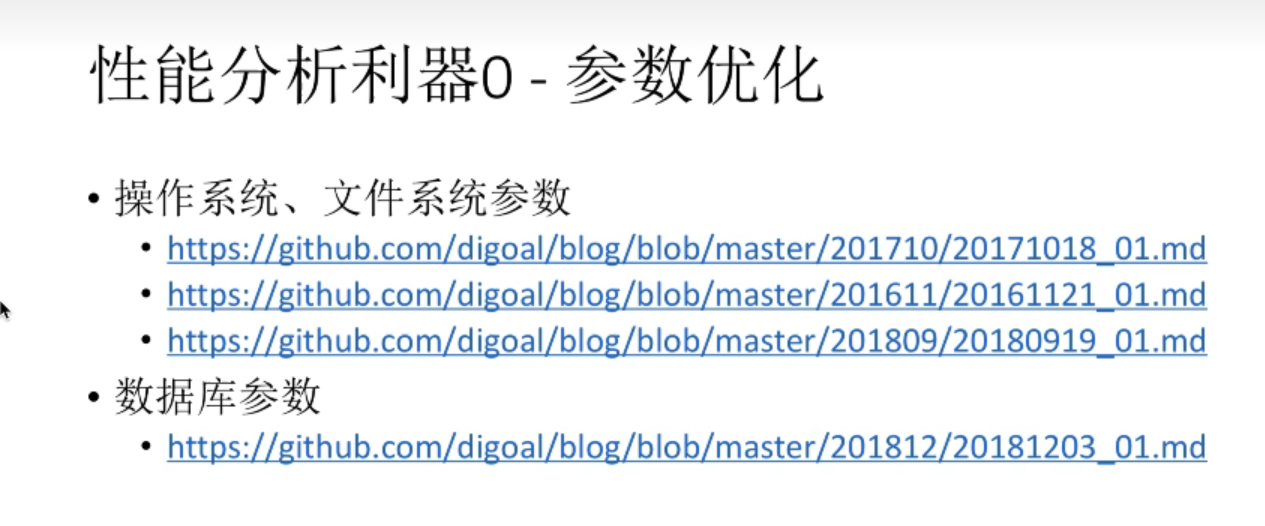 性能分析利器0 - 参数优化
• 操作系统、文件系统参数
• https://github.com/digoal/blog/blob/master/201710/20171018_01.md
• https://github.com/digoal/blog/blob/master/201611/20161121_01.md
• https://github.com/digoal/blog/blob/master/201809/20180919_01.md
• 数据库参数
• https://github.com/digoal/blog/blob/master/201812/20181203_01.md